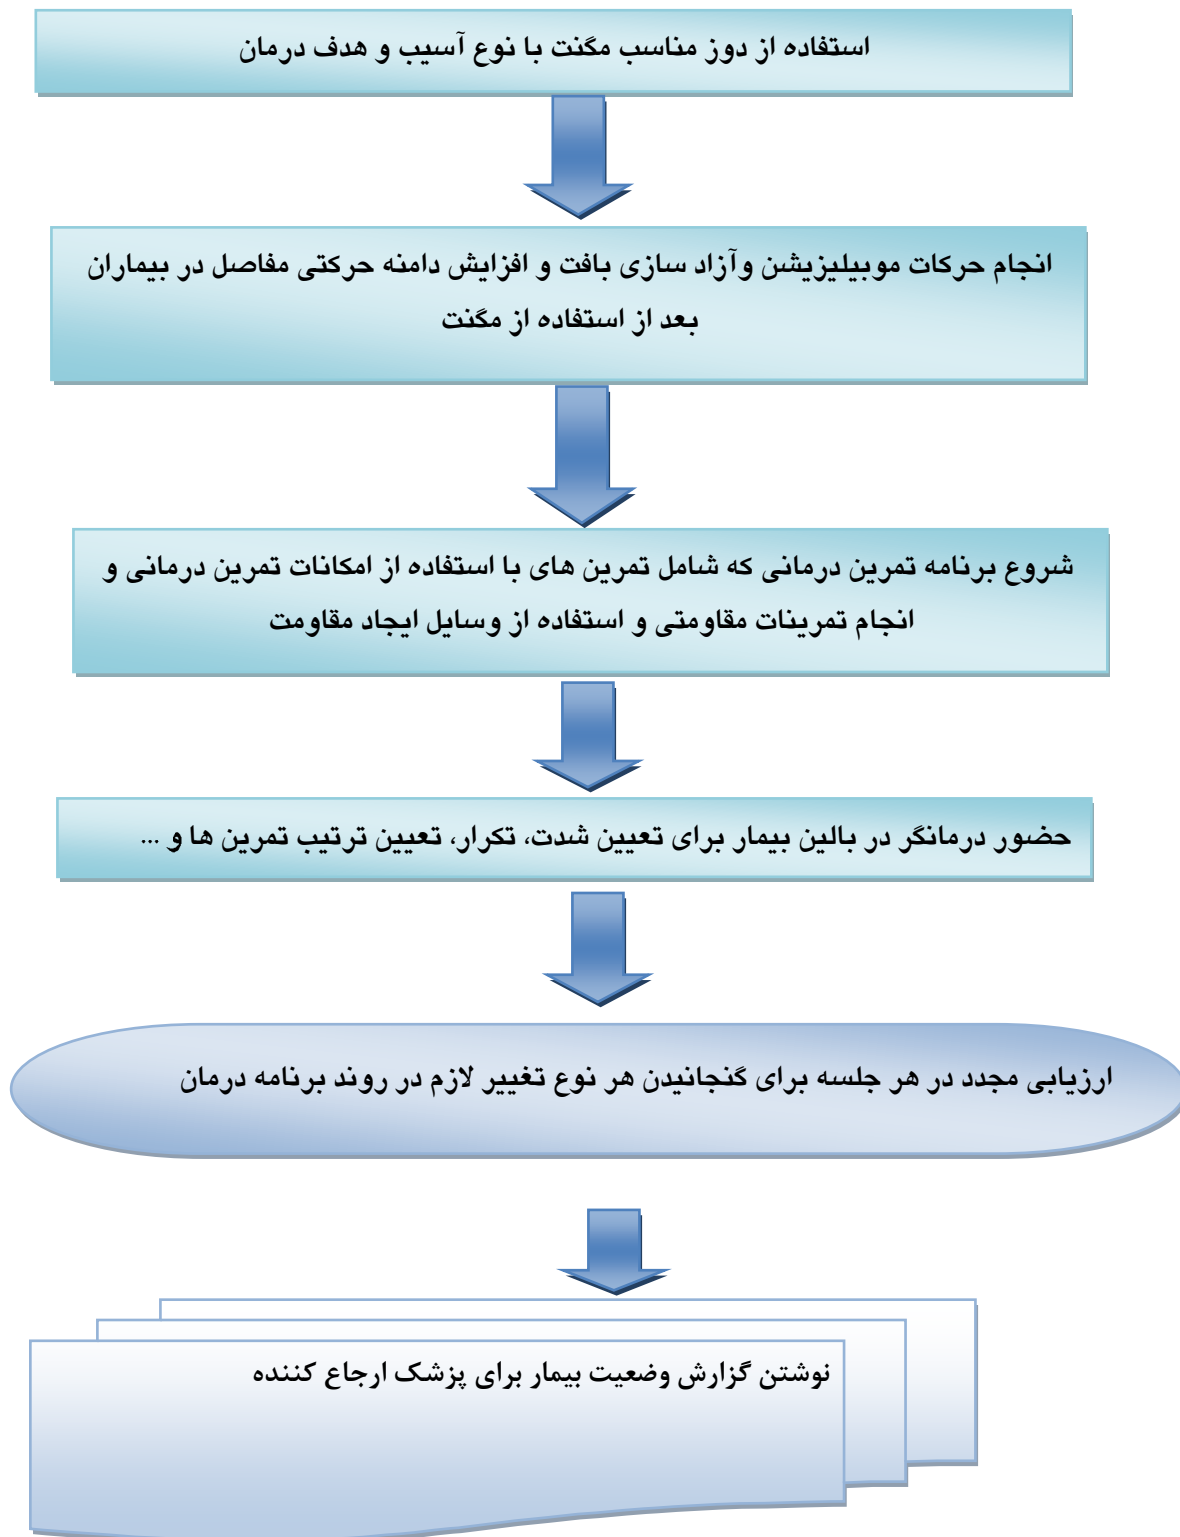 استفاده از دوز مناسب مگنت با نوع آسیب و هدف درمان
انجام حرکات موبیلیزیشن وآزاد سازی بافت و افزایش دامنه حرکتی مفاصل در بیماران
بعد از استفاده از مگنت
شروع برنامه تمرین درمانی که شامل تمرین های با استفاده از امکانات تمرین درمانی و
انجام تمرینات مقاومتی و استفاده از وسایل ایجاد مقاومت
حضور درمانگر در بالین بیمار برای تعیین شدت، تکرار، تعیین ترتیب تمرین ها و ...
ارزیابی مجدد در هر جلسه برای گنجانیدن هر نوع تغییر لازم در روند برنامه درمان
نوشتن گزارش وضعیت بیمار برای پزشک ارجاع کننده